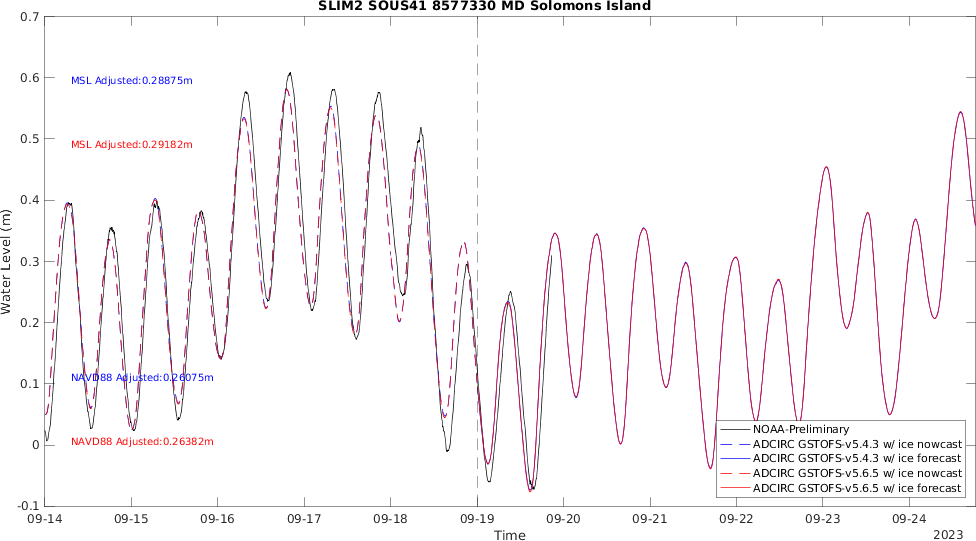 SLIM2 SOUS41 8577330 MD Solomons Island
0.7
0.6
0.5
0.4
0.3
0.2
0.1
0
-0.1
Water Level (m)
MSL Adjusted:0.28875m
MSL Adjusted:0.29182m
NAVD88 Adjusted:0.26075m
NAVD88 Adjusted:0.26382m
NOAA-Preliminary
ADCIRC GSTOFS-v5.4.3 w/ ice nowcast
ADCIRC GSTOFS-v5.4.3 w/ ice forecast
ADCIRC GSTOFS-v5.6.5 w/ ice nowcast
ADCIRC GSTOFS-v5.6.5 w/ ice forecast
09-14 09-15 09-16 09-17 09-18 09-19 09-20 09-21 09-22 09-23 09-24
Time
2023